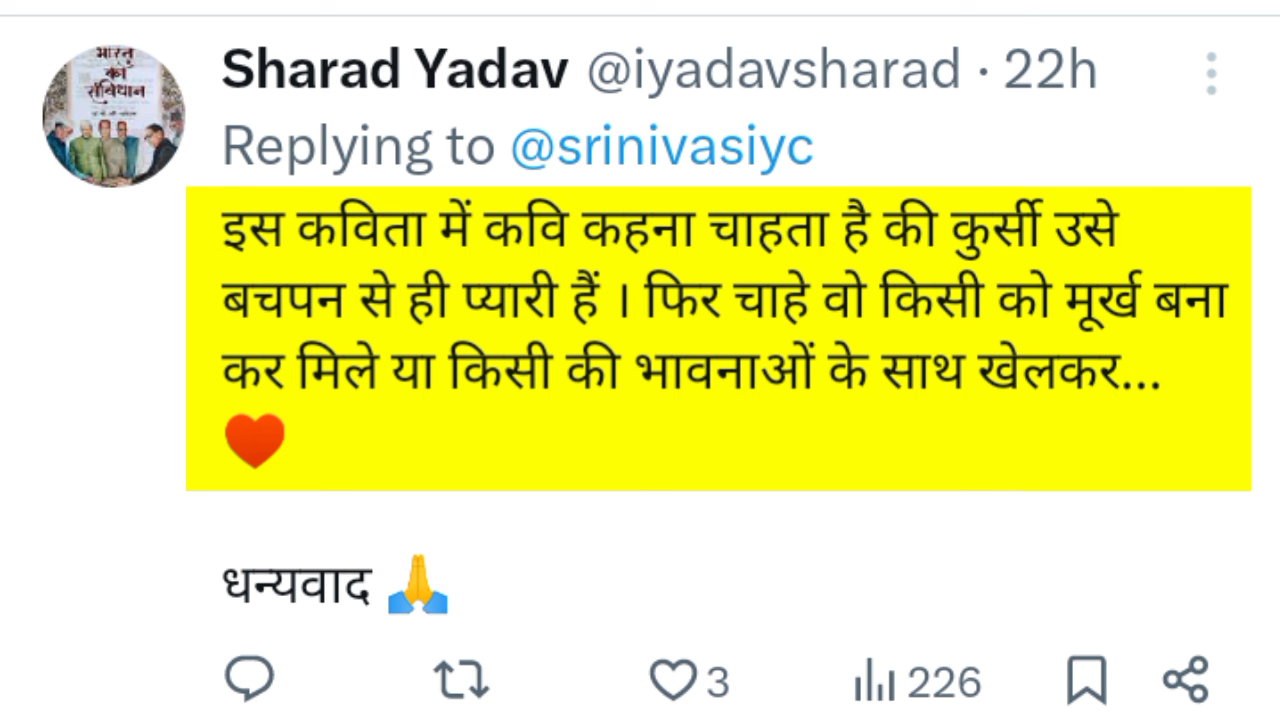 भारत
का
संविधान
Sharad Yadav @iyadavsharad · 22h
Replying to @srinivasiyc
इस कविता में कवि कहना चाहता है की कुर्सी उसे
बचपन से ही प्यारी हैं । फिर चाहे वो किसी को मूर्ख बना
कर मिले या किसी की भावनाओं के साथ खेलकर...
❤️
धन्यवाद 🙏
3 226